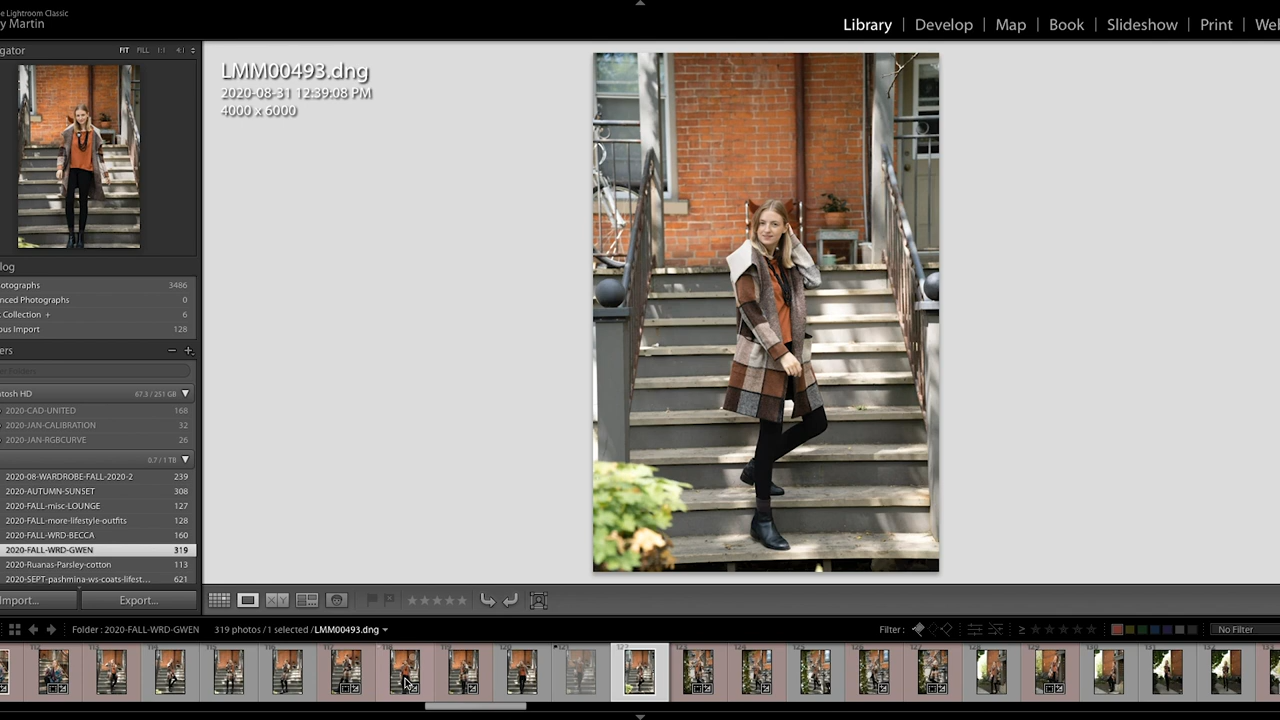 e Lightroom Classic
y Martin
Library | Develop | Map | Book | Slideshow | Print | We
gator FIT FILL 1:1 4:1
LMM00493.dng
2020-08-31 12:39:08 PM
4000 x 6000
log
otographs 3486
nced Photographs 0
t Collection + 6
ous Import 128
ers
tosh HD 67.3 / 251 GB
2020-CAD-UNITED 168
2020-JAN-CALIBRATION 32
2020-JAN-RGBCURVE 26
0.7 / 1 TB
2020-08-WARDROBE-FALL-2020-2 239
2020-AUTUMN-SUNSET 308
2020-FALL-misc-LOUNGE 127
2020-FALL-more-lifestyle-outfits 128
2020-FALL-WRD-BECCA 160
2020-FALL-WRD-GWEN 319
2020-Ruanas-Parsley-cotton 113
2020-SEPT-pashmina-ws-coats-lifest... 621
Import... Export...
X Y
Folder : 2020-FALL-WRD-GWEN 319 photos / 1 selected / LMM00493.dng Filter : ≥ No Filter